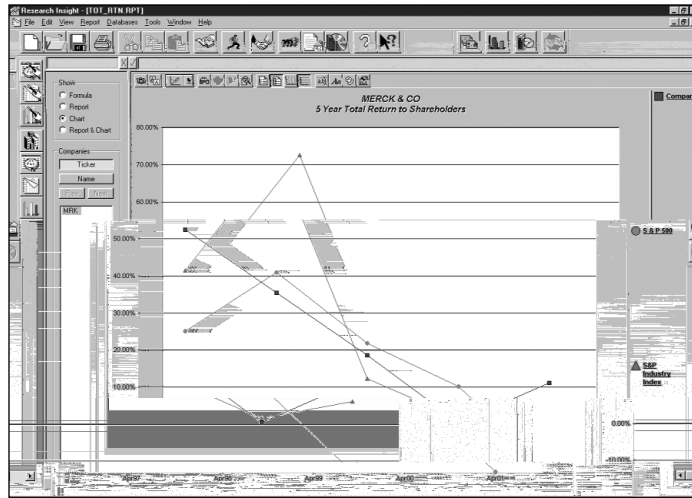 Research Insight - [TOT_RTN.RPT]
File Edit View Report Databases Tools Window Help
Show
Formula
Report
Chart
Report & Chart
Companies
Ticker
Name
Prev Next
MRK
MERCK & CO
5 Year Total Return to Shareholders
80.00%
70.00%
60.00%
50.00%
40.00%
30.00%
20.00%
10.00%
0.00%
-10.00%
Apr97 Apr98 Apr99 Apr00 Apr01
Compan
S & P 500
S&P
Industry
Index